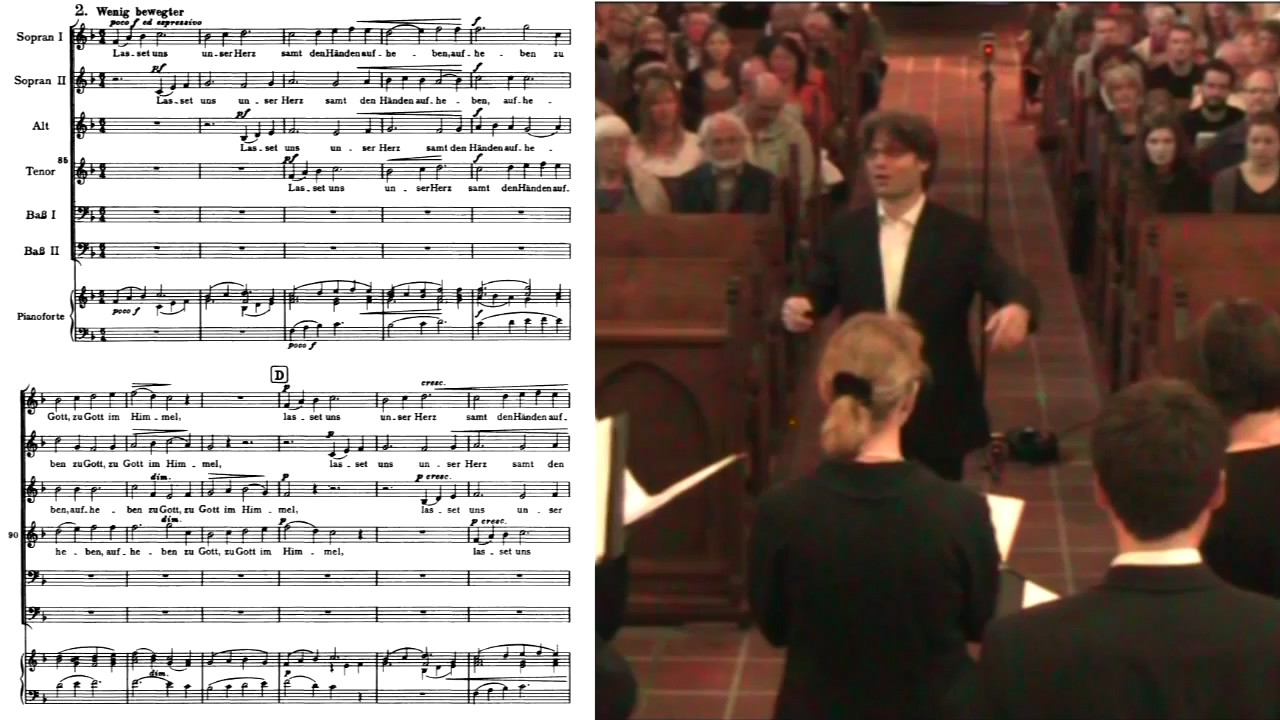 2. Wenig bewegter
poco f ed espressivo
Sopran I
Las - set uns un - ser Herz samt den Händen auf - he - ben, auf - he - ben zu
pf
f
Sopran II
Las - set uns un - ser Herz samt den Händen auf - he - ben, auf - he -
pf
f
Alt
Las - set uns un - ser Herz samt den Händen auf - he -
85
pf
f
Tenor
Las - set uns un - ser Herz samt den Händen auf -
Baß I
Baß II
Pianoforte
poco f
f
poco f
D
p
cresc.
Gott, zu Gott im Him - mel, las - set uns un - ser Herz samt den Händen auf -
p
ben zu Gott, zu Gott im Him - mel, las - set uns un - ser Herz samt den
dim.
p
p cresc.
ben, auf - he - ben zu Gott, zu Gott im Him - mel, las - set uns un - ser
90
dim.
p
p cresc.
he - ben, auf - he - ben zu Gott, zu Gott im Him - mel, las - set uns
dim.
p